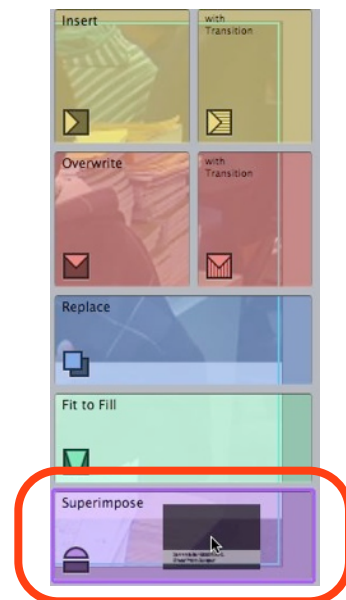 Insert
with
Transition
Overwrite
with
Transition
Replace
Fit to Fill
Superimpose